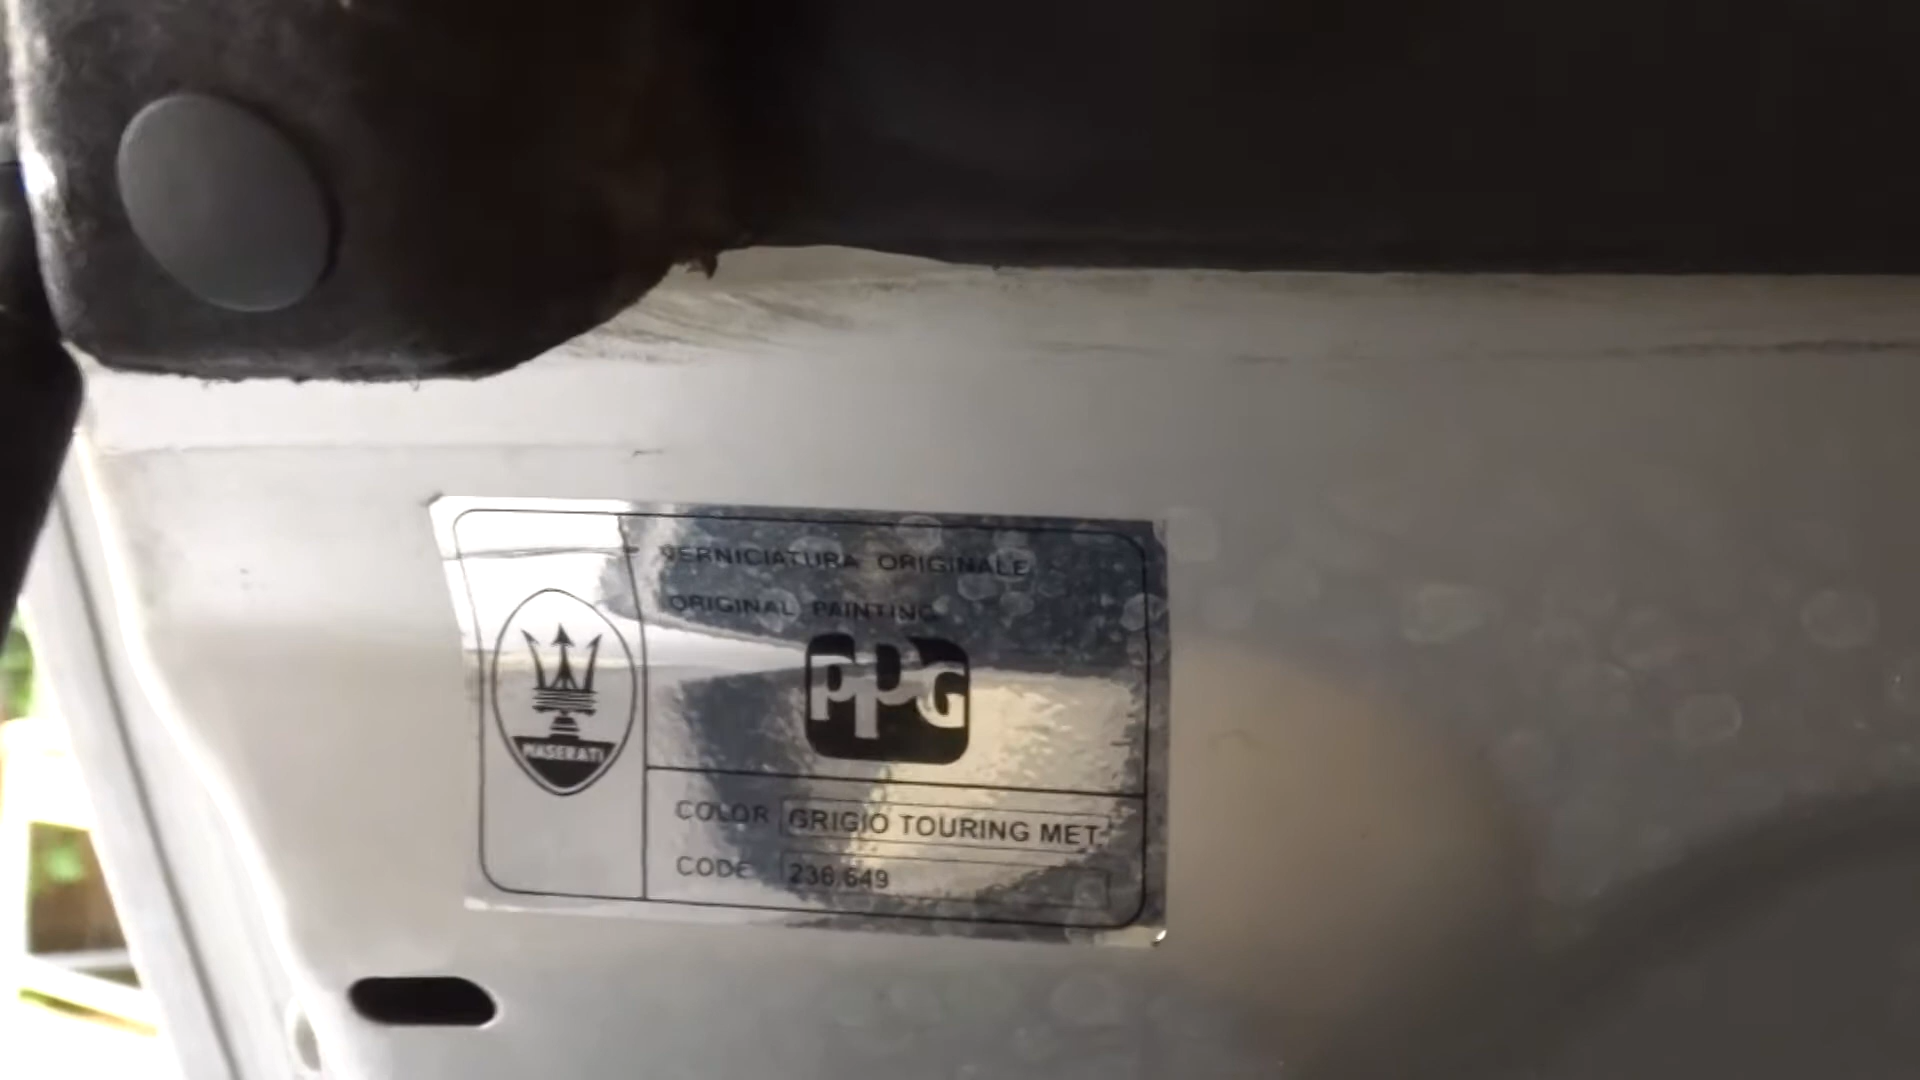 VERNICIATURA ORIGINALE
ORIGINAL PAINTING
PPG
MASERATI
COLOR GRIGIO TOURING MET.
CODE 236.649